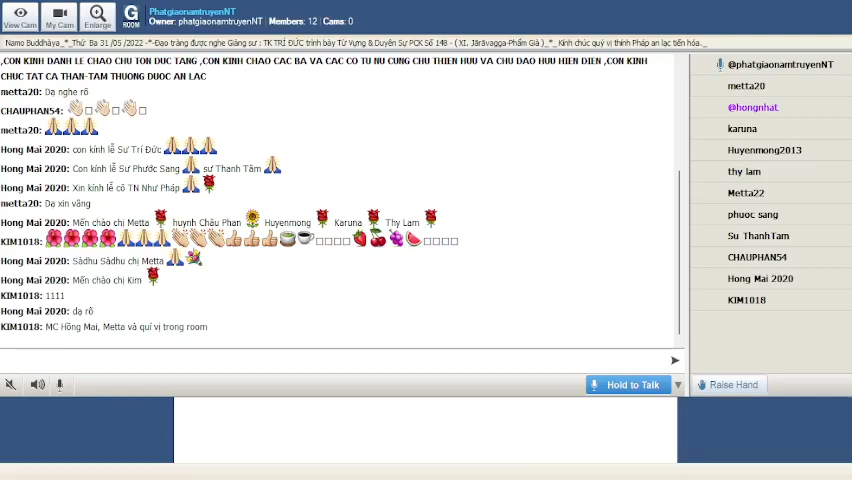 PhatgiaonamtruyenNT
Owner: phatgiaonamtruyenNT Members: 12 Cams: 0
View Cam
My Cam
Enlarge
G
ROOM
Namo Buddhàya_*_Thứ Ba 31 /05 /2022 -*-Đạo tràng được nghe Giảng sư : TK TRÍ ĐỨC trình bày Từ Vựng & Duyên Sự PCK Số 148 - ( XI. Jàràvagga-Phẩm Già )_*_ Kính chúc quý vị thính Pháp an lạc tiến hóa._
,CON KINH DANH LE CHAO CHU TON DUC TANG ,CON KINH CHAO CAC BA VA CAC CO TU NU CUNG CHU THIEN HUU VA CHU DAO HUU HIEN DIEN ,CON KINH
CHUC TAT CA THAN-TAM THUONG DUOC AN LAC
metta20: Dạ nghe rõ
CHAUPHAN54:
metta20:
Hong Mai 2020: con kính lễ Sư Trí Đức
Hong Mai 2020: Con kính lễ Sư Phước Sang sư Thanh Tâm
Hong Mai 2020: Xin kính lễ cô TN Như Pháp
metta20: Dạ xin vâng
Hong Mai 2020: Mến chào chị Metta huynh Châu Phan Huyenmong Karuna Thy Lam
KIM1018:
Hong Mai 2020: Sàdhu Sàdhu chị Metta
Hong Mai 2020: Mến chào chị Kim
KIM1018: 1111
Hong Mai 2020: dạ rõ
KIM1018: MC Hồng Mai, Metta và quí vị trong room
Hold to Talk
@phatgiaonamtruyenNT
metta20
@hongnhat
karuna
Huyenmong2013
thy lam
Metta22
phuoc sang
Su ThanhTam
CHAUPHAN54
Hong Mai 2020
KIM1018
Raise Hand